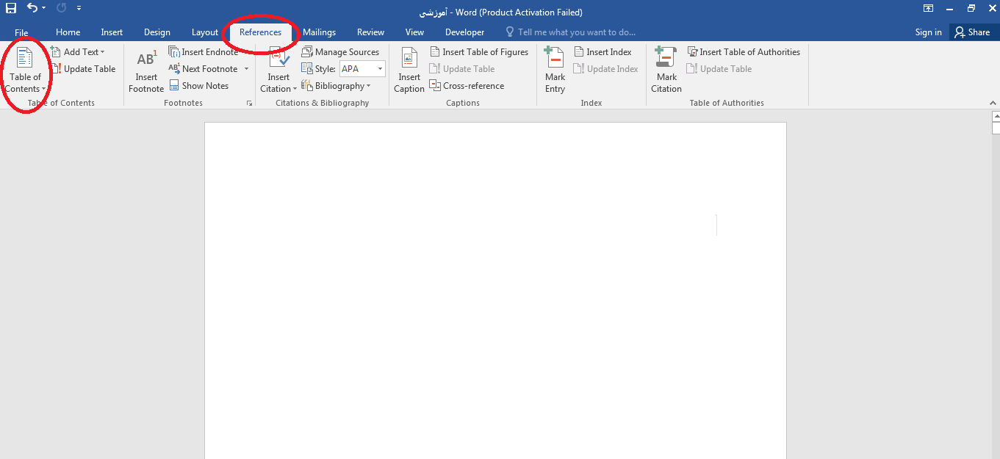 آموزشی - Word (Product Activation Failed)
File Home Insert Design Layout References Mailings Review View Developer Tell me what you want to do... Sign in Share
Table of Contents
Add Text
Update Table
Table of Contents
AB1
Insert Footnote
Insert Endnote
AB1 Next Footnote
Show Notes
Footnotes
Insert Citation
Manage Sources
Style: APA
Bibliography
Citations & Bibliography
Insert Caption
Insert Table of Figures
Update Table
Cross-reference
Captions
Mark Entry
Insert Index
Update Index
Index
Mark Citation
Insert Table of Authorities
Update Table
Table of Authorities